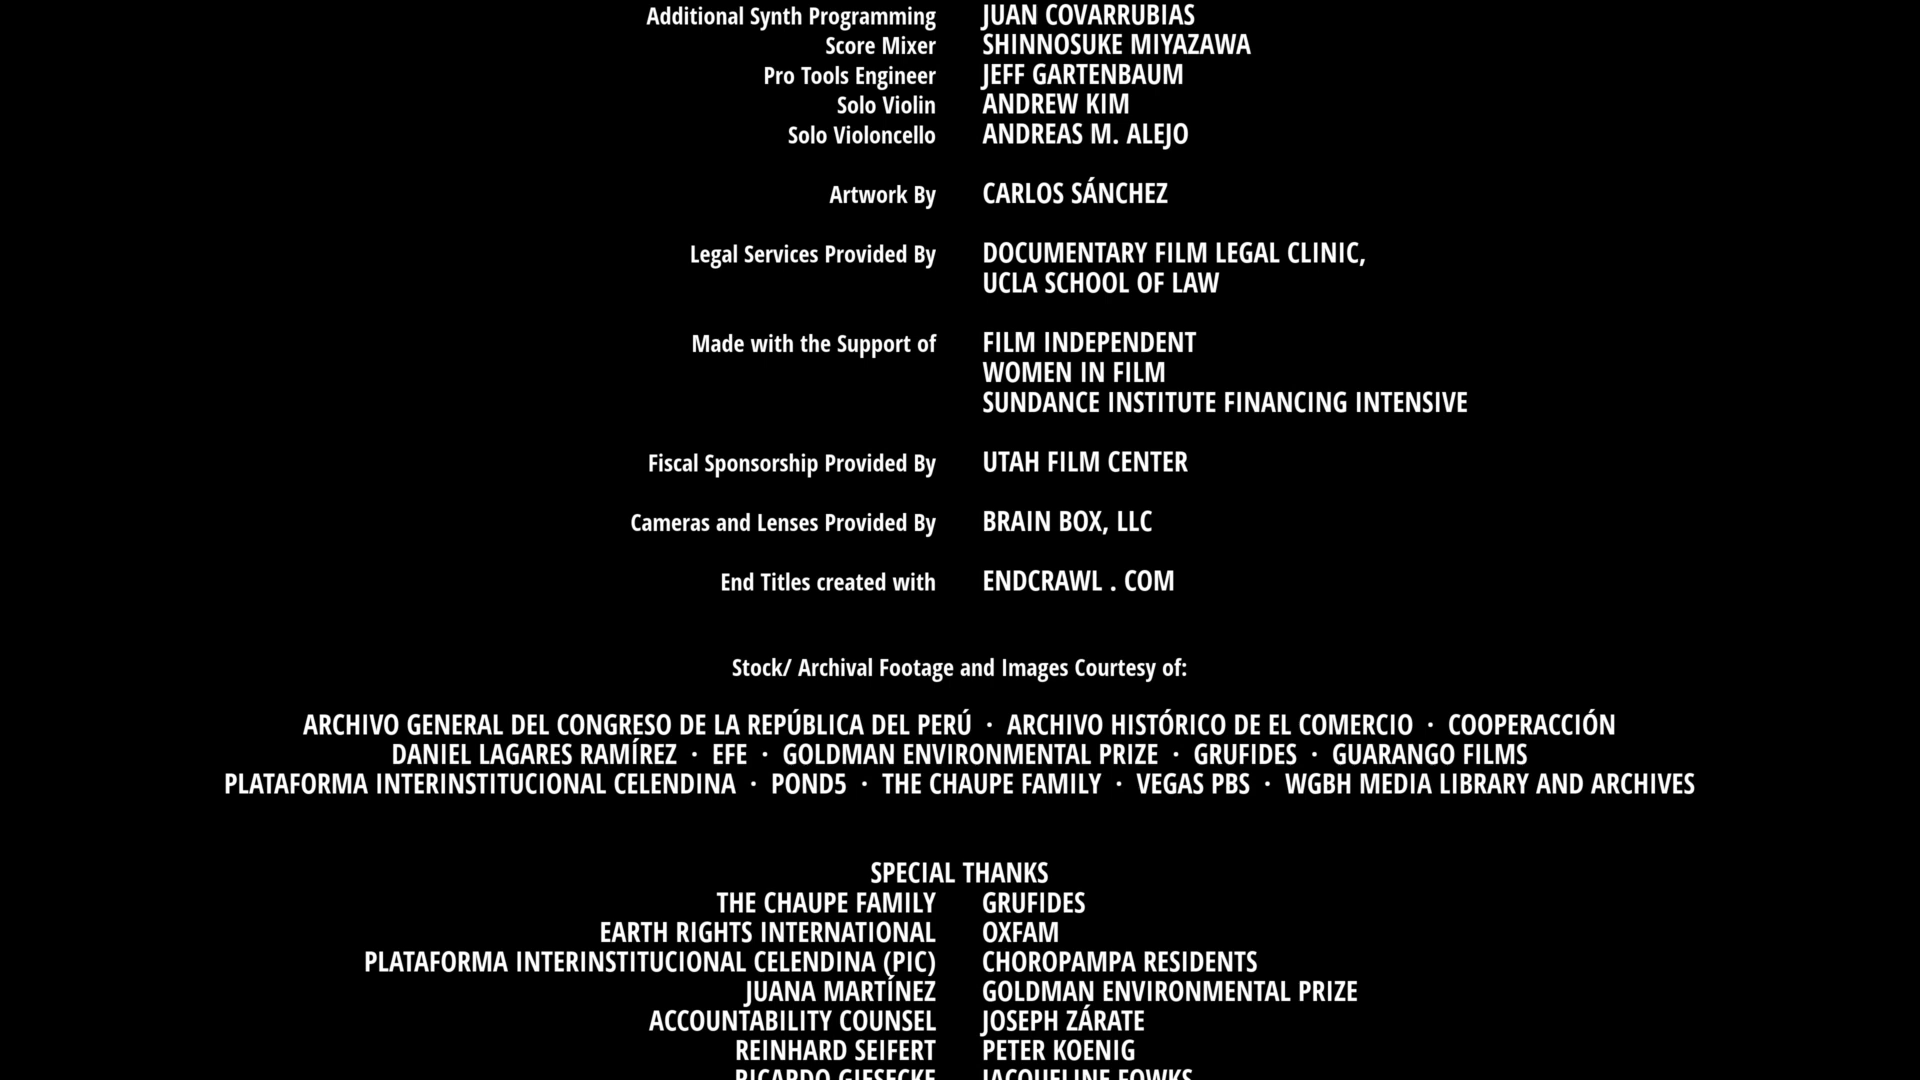 Additional Synth Programming JUAN COVARRUBIAS
Score Mixer SHINNOSUKE MIYAZAWA
Pro Tools Engineer JEFF GARTENBAUM
Solo Violin ANDREW KIM
Solo Violoncello ANDREAS M. ALEJO
Artwork By CARLOS SÁNCHEZ
Legal Services Provided By DOCUMENTARY FILM LEGAL CLINIC,
UCLA SCHOOL OF LAW
Made with the Support of FILM INDEPENDENT
WOMEN IN FILM
SUNDANCE INSTITUTE FINANCING INTENSIVE
Fiscal Sponsorship Provided By UTAH FILM CENTER
Cameras and Lenses Provided By BRAIN BOX, LLC
End Titles created with ENDCRAWL . COM
Stock/ Archival Footage and Images Courtesy of:
ARCHIVO GENERAL DEL CONGRESO DE LA REPÚBLICA DEL PERÚ · ARCHIVO HISTÓRICO DE EL COMERCIO · COOPERACCIÓN
DANIEL LAGARES RAMÍREZ · EFE · GOLDMAN ENVIRONMENTAL PRIZE · GRUFIDES · GUARANGO FILMS
PLATAFORMA INTERINSTITUCIONAL CELENDINA · POND5 · THE CHAUPE FAMILY · VEGAS PBS · WGBH MEDIA LIBRARY AND ARCHIVES
SPECIAL THANKS
THE CHAUPE FAMILY GRUFIDES
EARTH RIGHTS INTERNATIONAL OXFAM
PLATAFORMA INTERINSTITUCIONAL CELENDINA (PIC) CHOROPAMPA RESIDENTS
JUANA MARTÍNEZ GOLDMAN ENVIRONMENTAL PRIZE
ACCOUNTABILITY COUNSEL JOSEPH ZÁRATE
REINHARD SEIFERT PETER KOENIG
RICARDO GIESECKE JACQUELINE FOWKS